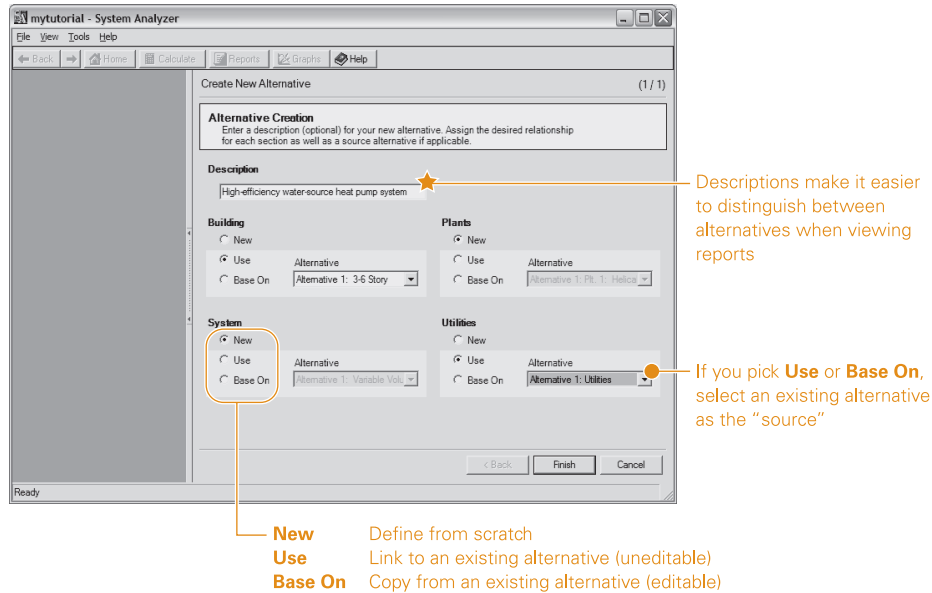 mytutorial - System Analyzer
File View Tools Help
Back Home Calculate Reports Graphs Help
Create New Alternative (1 / 1)
Alternative Creation
Enter a description (optional) for your new alternative. Assign the desired relationship
for each section as well as a source alternative if applicable.
Description
High-efficiency water-source heat pump system
Building
New
Use
Base On
Alternative
Alternative 1: 3-6 Story
Plants
New
Use
Base On
Alternative
Alternative 1: Plt. 1: Helica
System
New
Use
Base On
Alternative
Alternative 1: Variable Volu
Utilities
New
Use
Base On
Alternative
Alternative 1: Utilities
< Back Finish Cancel
Ready
Descriptions make it easier
to distinguish between
alternatives when viewing
reports
If you pick Use or Base On,
select an existing alternative
as the “source”
New Define from scratch
Use Link to an existing alternative (uneditable)
Base On Copy from an existing alternative (editable)